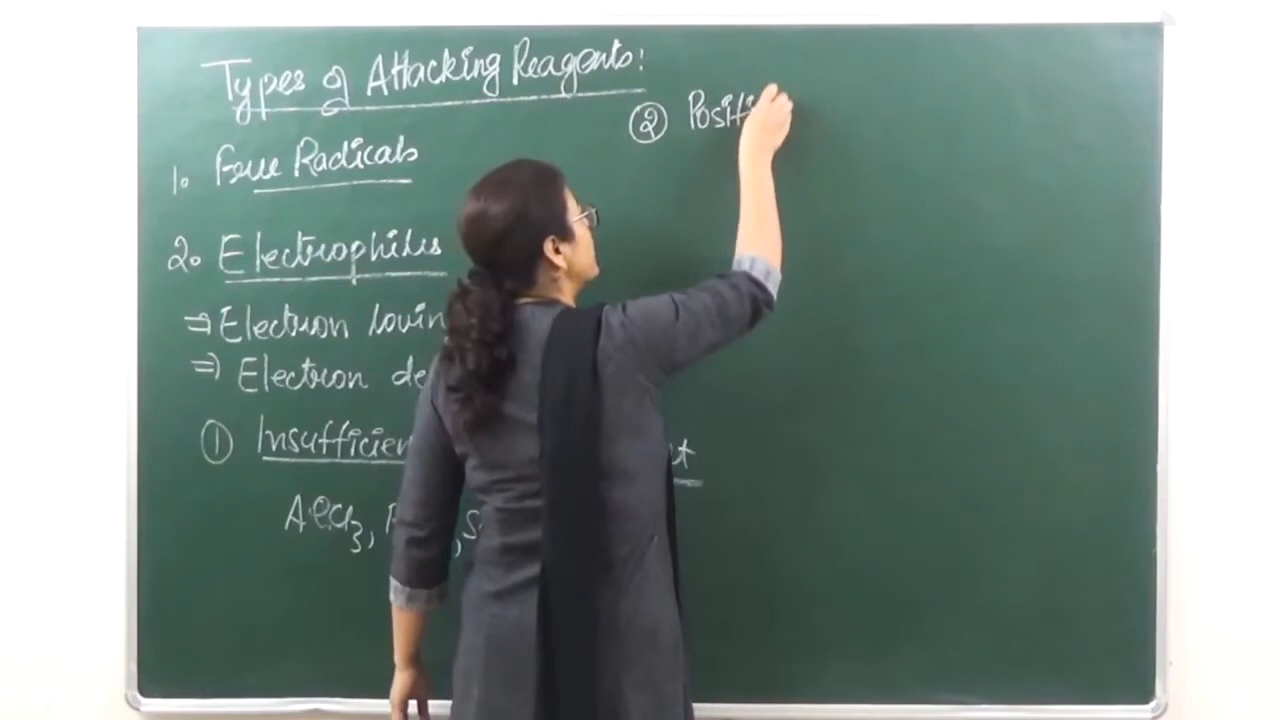 Types of Attacking Reagents:
1. Free Radicals
2. Electrophiles
⇒ Electron lovin
⇒ Electron de
① Insufficien t
AlCl3, , S
② Positi